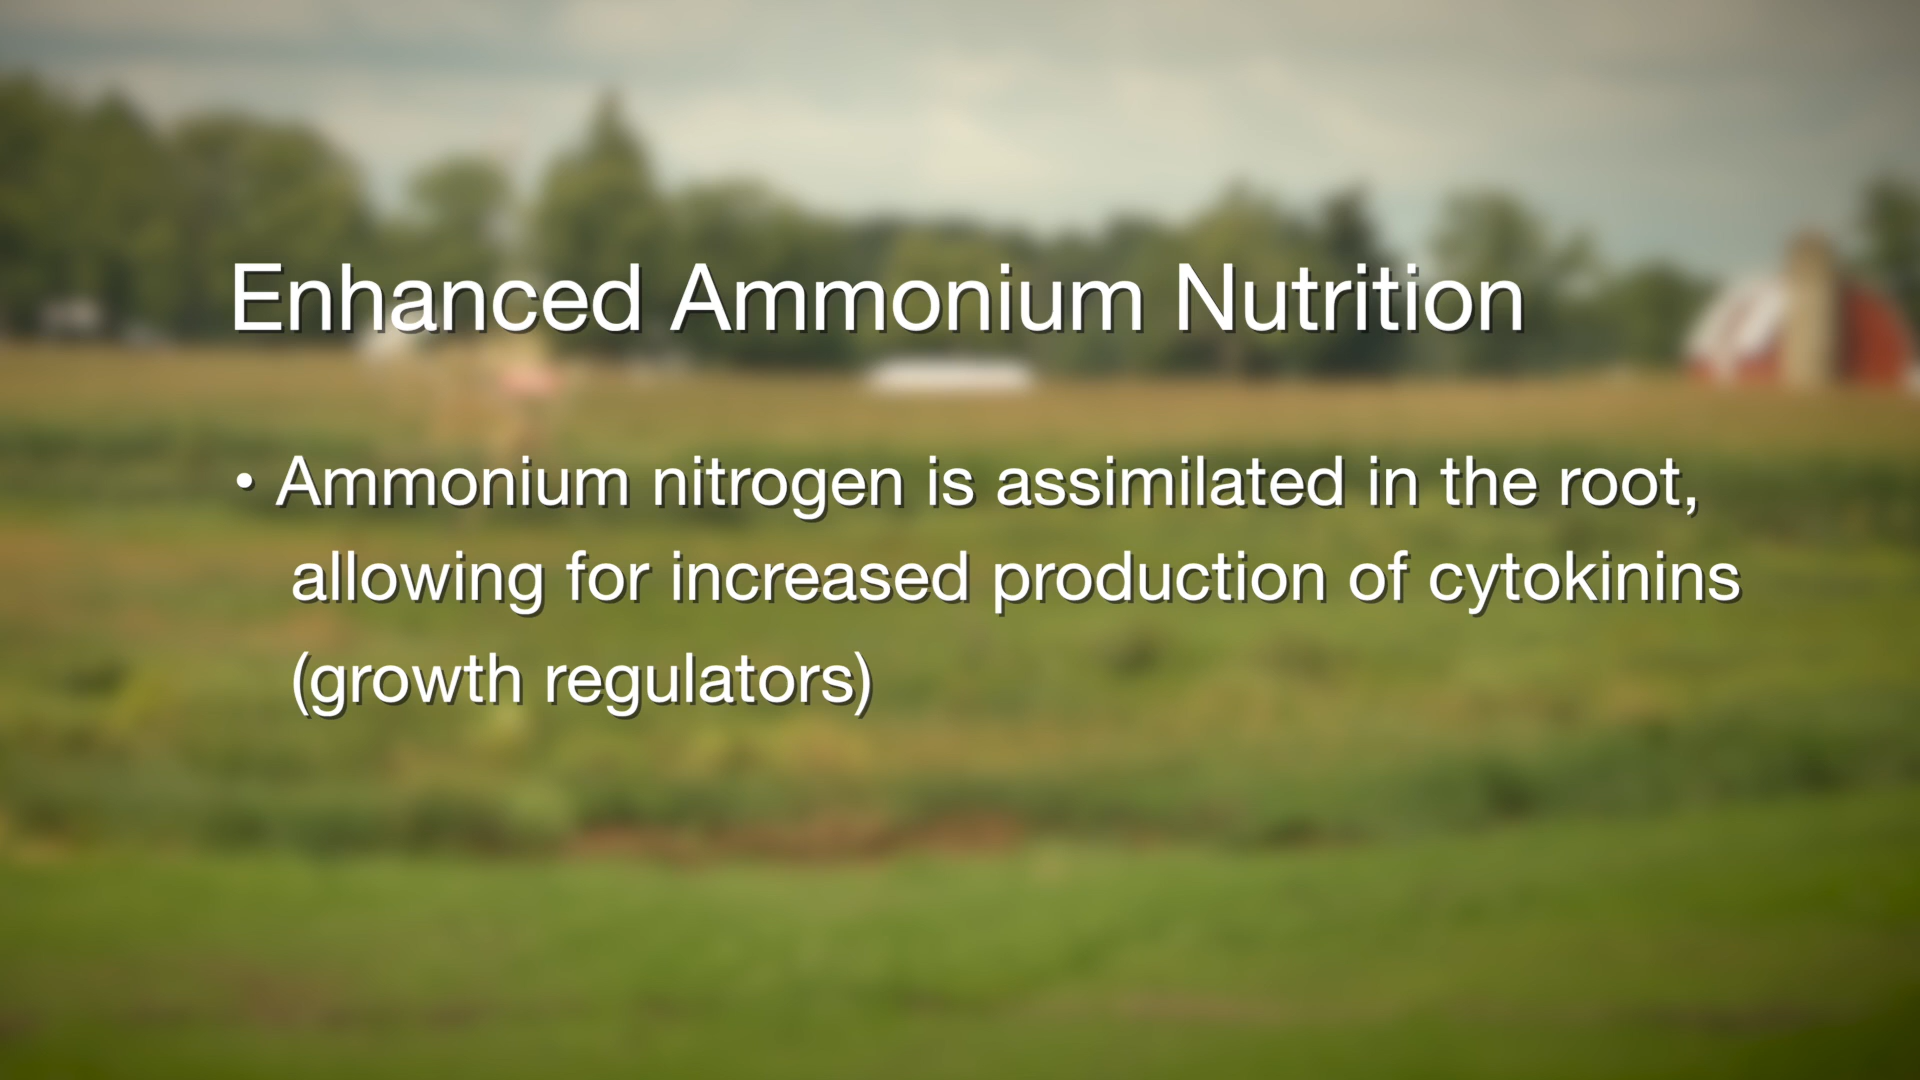 Enhanced Ammonium Nutrition
• Ammonium nitrogen is assimilated in the root,
allowing for increased production of cytokinins
(growth regulators)